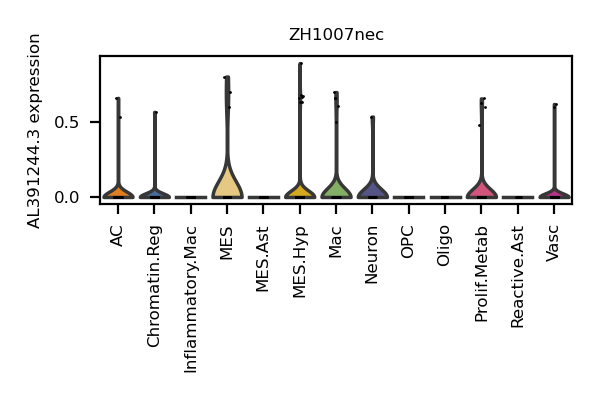 ZH1007nec
AL391244.3 expression
0.5
0.0
AC
Chromatin.Reg
Inflammatory.Mac
MES
MES.Ast
MES.Hyp
Mac
Neuron
OPC
Oligo
Prolif.Metab
Reactive.Ast
Vasc